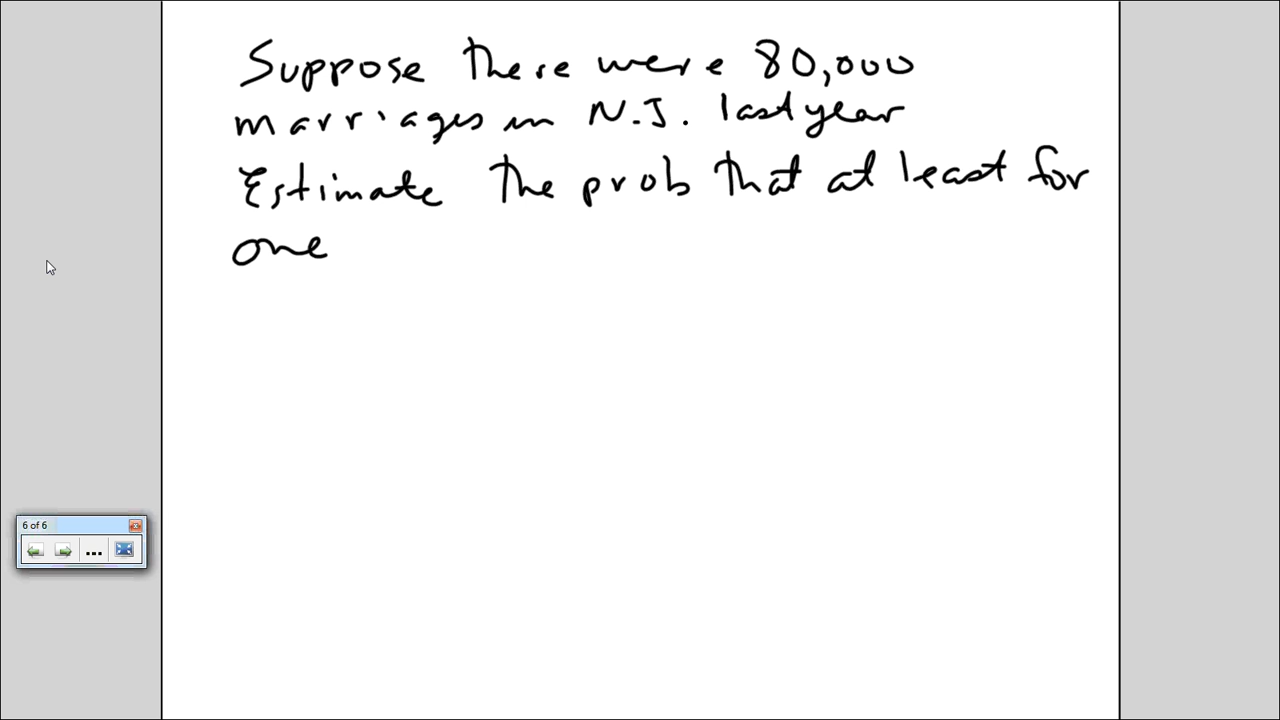 Suppose there were 80,000
marriages in N.J. last year
Estimate the prob that at least for
one
6 of 6